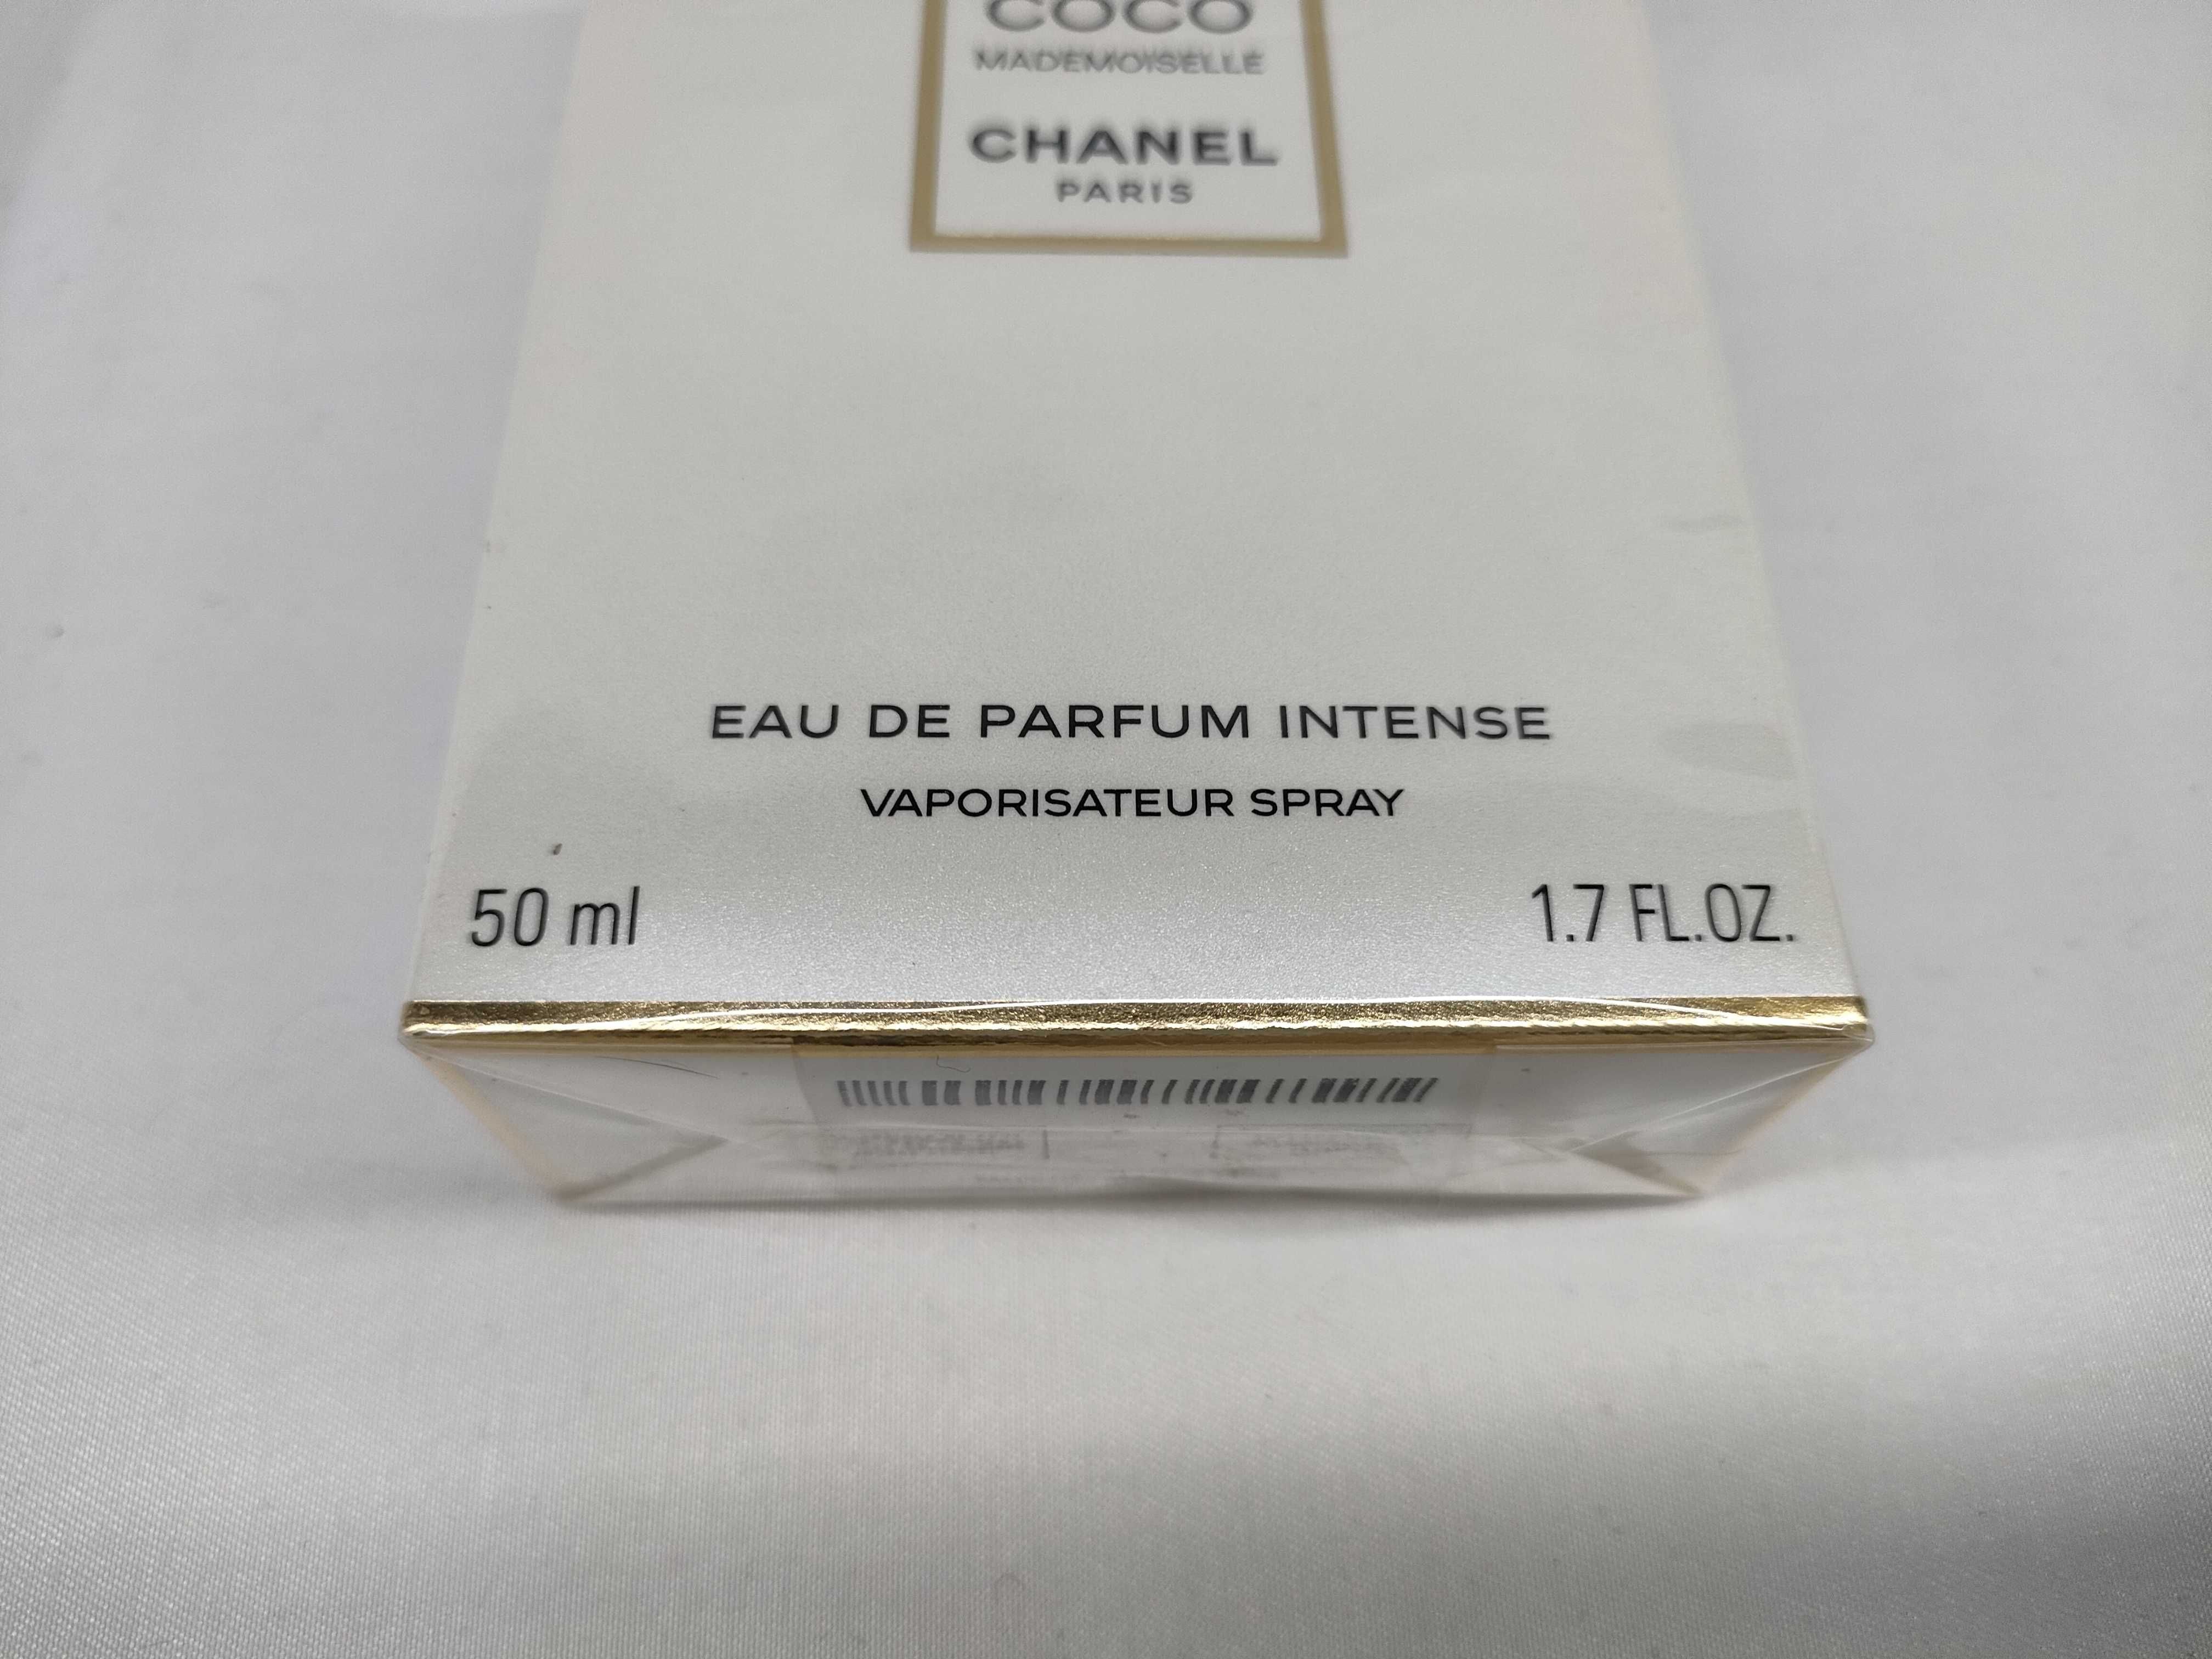 COCO
MADEMOISELLE
CHANEL
PARIS
EAU DE PARFUM INTENSE
VAPORISATEUR SPRAY
50 ml
1.7 FL.OZ.